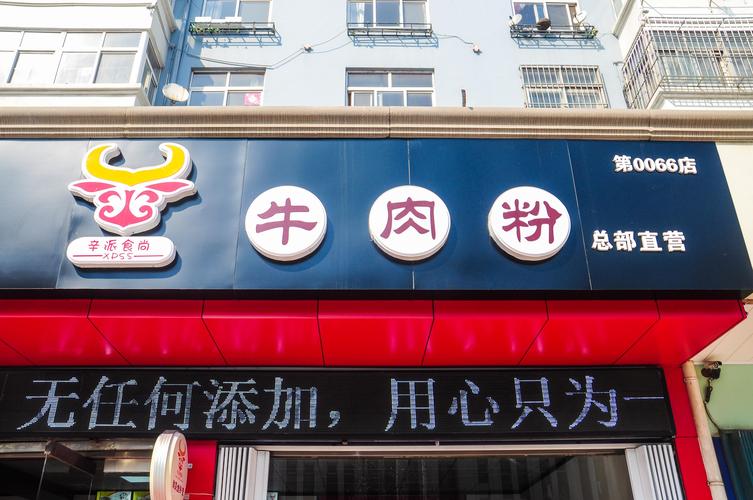 第0066店
牛肉粉
辛派食尚
XPSS
总部直营
无任何添加，用心只为一